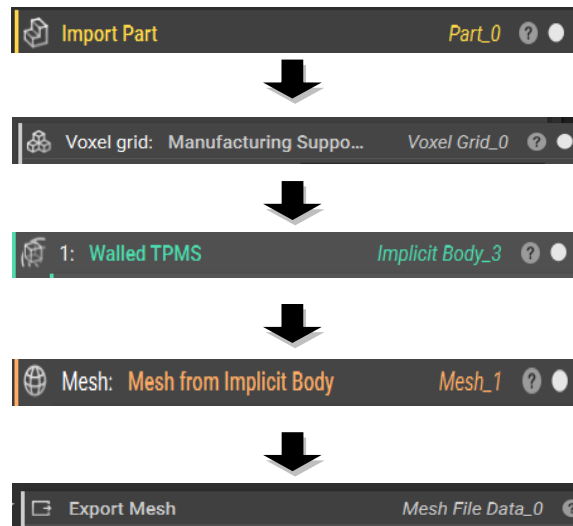 Import Part Part_0 ?
Voxel grid: Manufacturing Suppo... Voxel Grid_0 ?
1: Walled TPMS Implicit Body_3 ?
Mesh: Mesh from Implicit Body Mesh_1 ?
Export Mesh Mesh File Data_0 ?